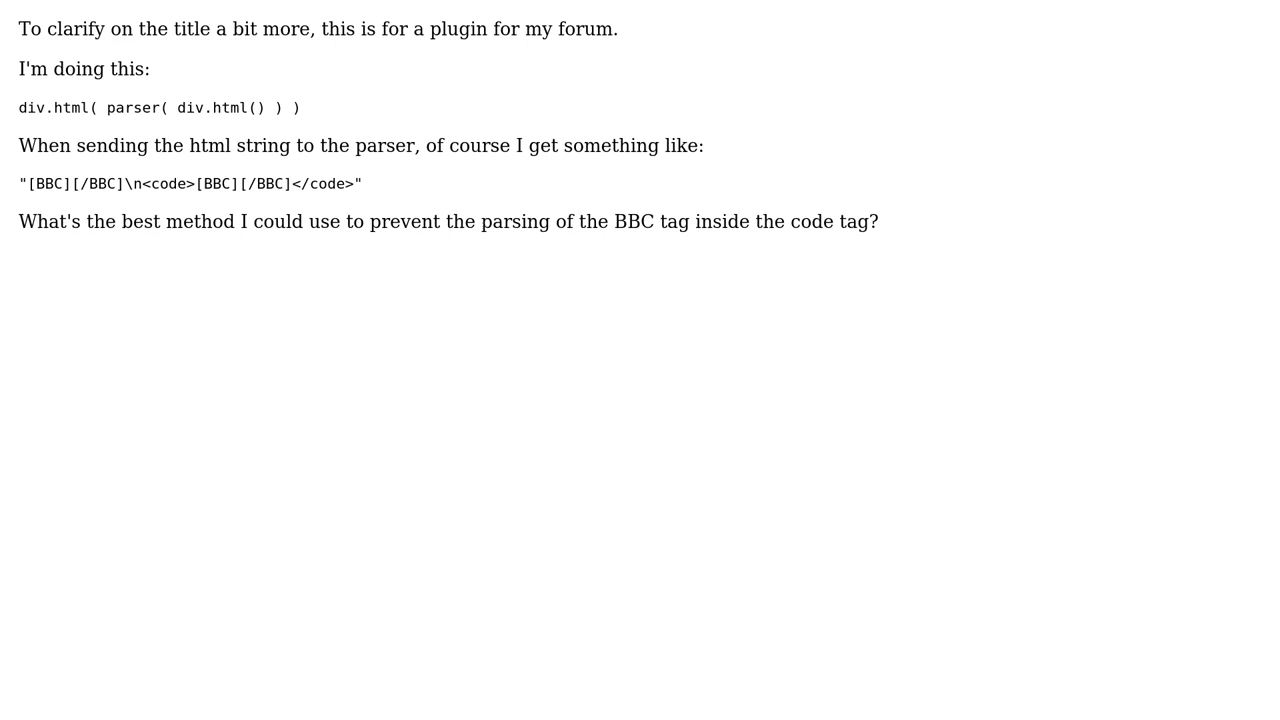 To clarify on the title a bit more, this is for a plugin for my forum.
I'm doing this:
div.html( parser( div.html() ) )
When sending the html string to the parser, of course I get something like:
"[BBC][/BBC]\n<code>[BBC][/BBC]</code>"
What's the best method I could use to prevent the parsing of the BBC tag inside the code tag?